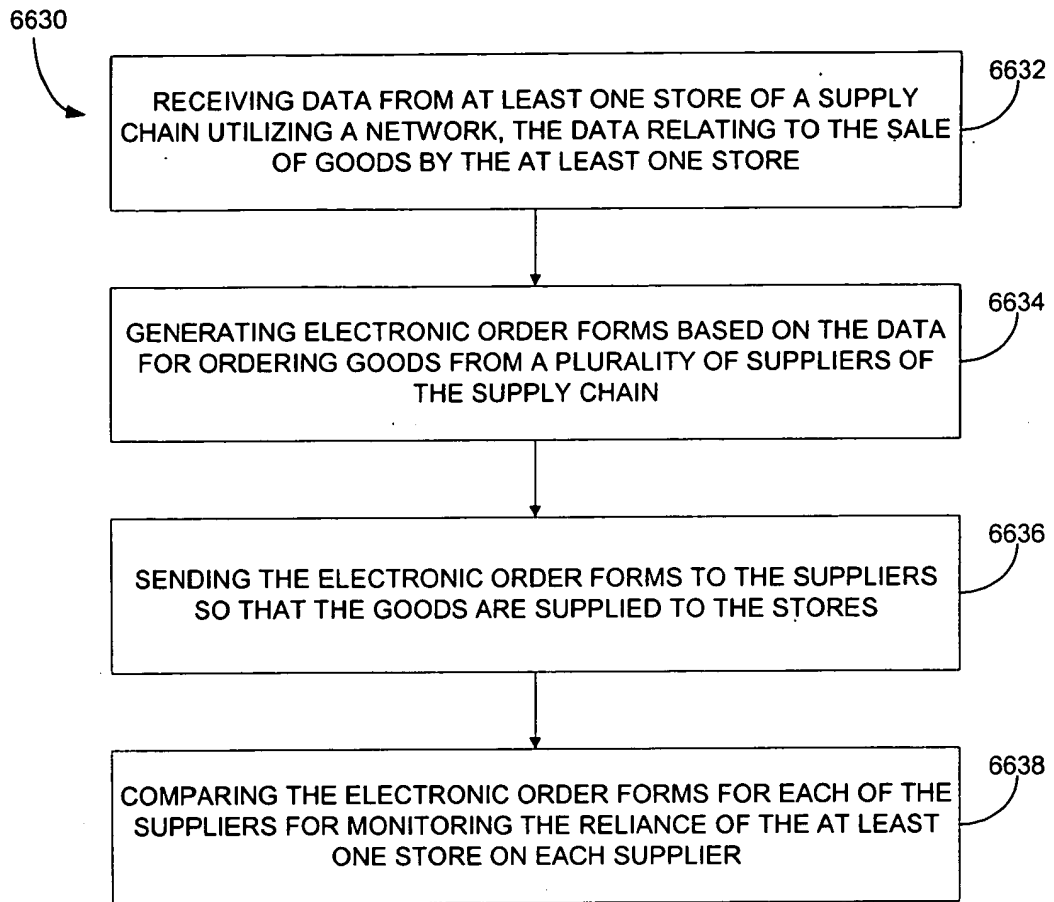 6630
6632
RECEIVING DATA FROM AT LEAST ONE STORE OF A SUPPLY
CHAIN UTILIZING A NETWORK, THE DATA RELATING TO THE SALE
OF GOODS BY THE AT LEAST ONE STORE
6634
GENERATING ELECTRONIC ORDER FORMS BASED ON THE DATA
FOR ORDERING GOODS FROM A PLURALITY OF SUPPLIERS OF
THE SUPPLY CHAIN
6636
SENDING THE ELECTRONIC ORDER FORMS TO THE SUPPLIERS
SO THAT THE GOODS ARE SUPPLIED TO THE STORES
6638
COMPARING THE ELECTRONIC ORDER FORMS FOR EACH OF THE
SUPPLIERS FOR MONITORING THE RELIANCE OF THE AT LEAST
ONE STORE ON EACH SUPPLIER